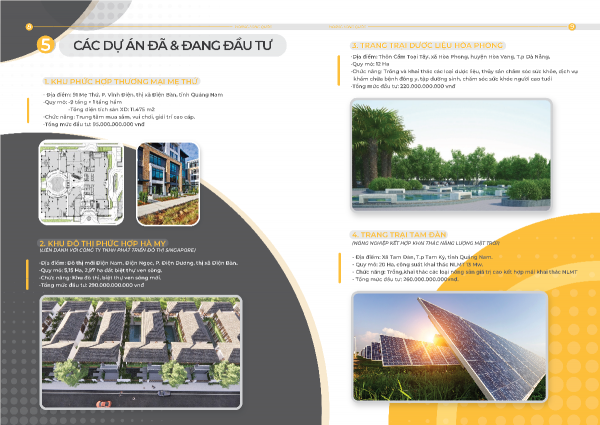 5 CÁC DỰ ÁN ĐÃ & ĐANG ĐẦU TƯ
1. KHU PHỨC HỢP THƯƠNG MẠI MẸ THỨ
- Địa điểm: 91 Mẹ Thứ, P. Vĩnh Điện, thị xã Điện Bàn, tỉnh Quảng Nam
-Quy mô: -9 tầng + 1 tầng hầm
-Tổng diện tích sàn XD: 11.475 m2
-Chức năng: Trung tâm mua sắm, vui chơi, giải trí cao cấp.
-Tổng mức đầu tư: 95.000.000.000 vnđ
2. KHU ĐÔ THỊ PHỨC HỢP HÀ MY
(LIÊN DANH VỚI CÔNG TY TNHH PHÁT TRIỂN ĐÔ THỊ SINGAPORE)
-Địa điểm: Đô thị mới Điện Nam, Điện Ngọc, P. Điện Dương, thị xã Điện Bàn.
-Quy mô: 5,15 Ha, 2,97 ha đất biệt thự ven sông.
-Chức năng: Khu đô thị, biệt thự ven sông mới.
-Tổng mức đầu tư: 290.000.000.000 vnđ
3. TRANG TRẠI DƯỢC LIỆU HÒA PHONG
-Địa điểm: Thôn Cẩm Toại Tây, xã Hòa Phong, huyện Hòa Vang, T.p Đà Nẵng.
-Quy mô: 12 Ha
-Chức năng: Trồng và khai thác các loại dược liệu, thủy sản chăm sóc sức khỏe, dịch vụ
khám chữa bệnh đông y, tập dưỡng sinh, chăm sóc sức khỏe người cao tuổi
-Tổng mức đầu tư: 220.000.000.000 vnđ
4. TRANG TRẠI TAM ĐÀN
(NÔNG NGHIỆP KẾT HỢP KHAI THÁC NĂNG LƯỢNG MẶT TRỜI)
- Địa điểm: Xã Tam Đàn, T.p Tam Kỳ, tỉnh Quảng Nam.
- Quy mô: 20 Ha, công suất khai thác NLMT 15 Mw.
- Chức năng: Trồng, khai thác các loại nông sản giá trị cao kết hợp mái khai thác NLMT
- Tổng mức đầu tư: 260.000.000.000vnđ.